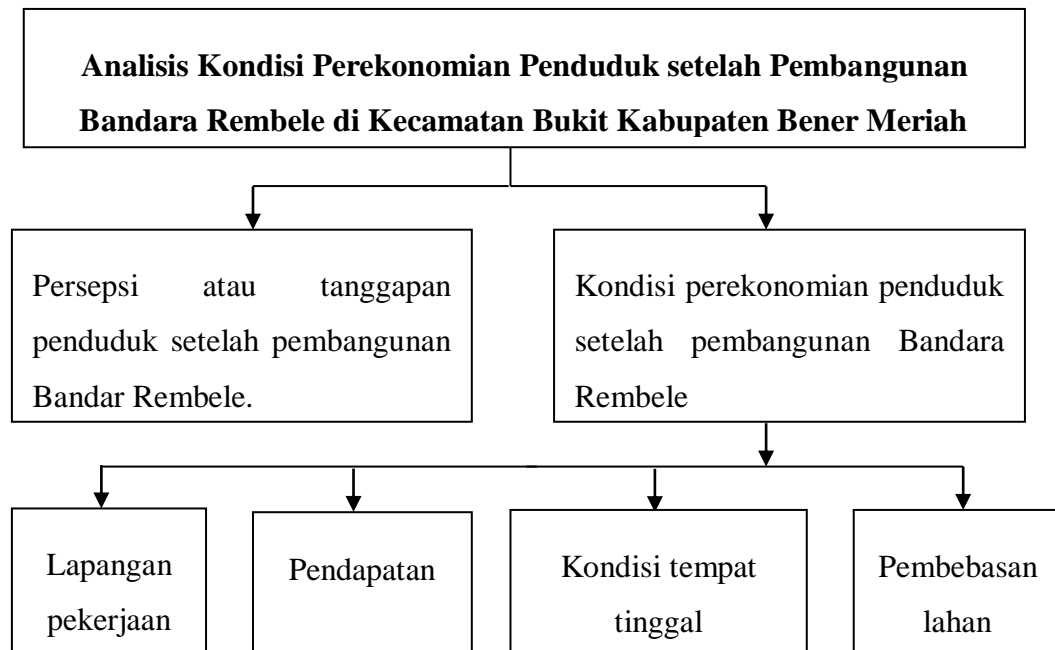 Analisis Kondisi Perekonomian Penduduk setelah Pembangunan
Bandara Rembele di Kecamatan Bukit Kabupaten Bener Meriah
Persepsi atau tanggapan
penduduk setelah pembangunan
Bandar Rembele.
Kondisi perekonomian penduduk
setelah pembangunan Bandara
Rembele
Lapangan
pekerjaan
Pendapatan
Kondisi tempat
tinggal
Pembebasan
lahan